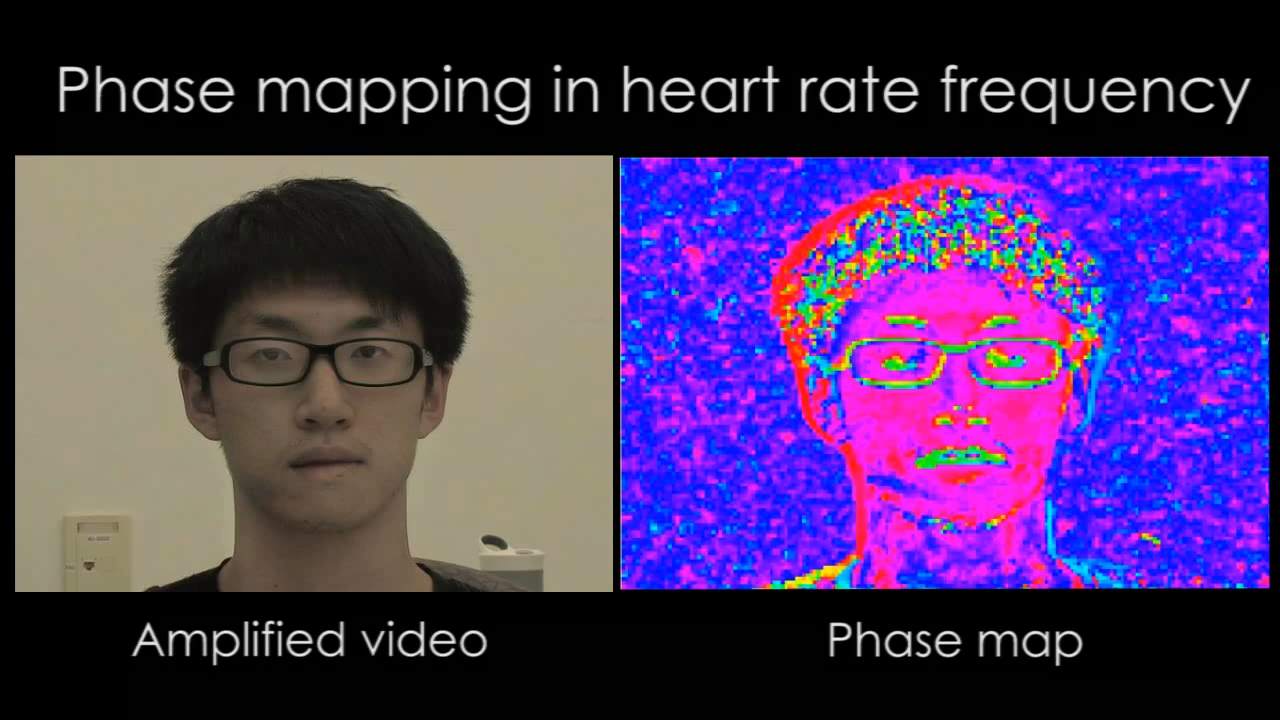 Phase mapping in heart rate frequency
Amplified video
Phase map